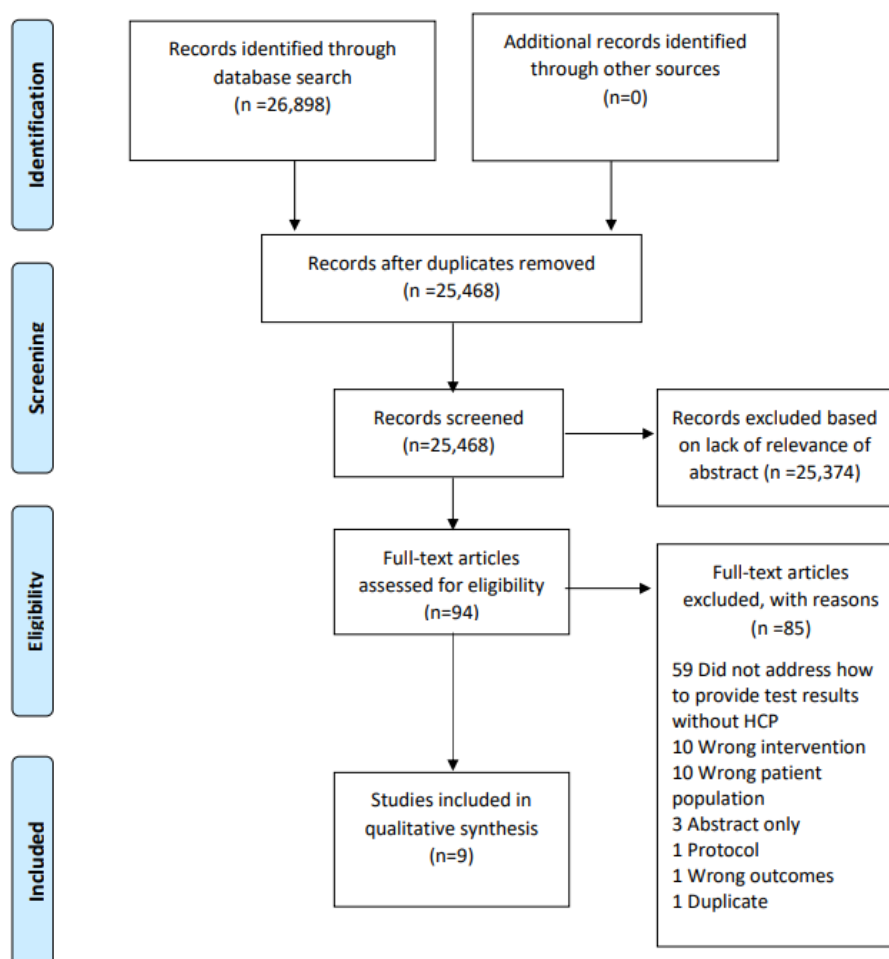 Identification
Records identified through
database search
(n =26,898)
Additional records identified
through other sources
(n=0)
Records after duplicates removed
(n =25,468)
Screening
Records screened
(n=25,468)
Records excluded based
on lack of relevance of
abstract (n =25,374)
Eligibility
Full-text articles
assessed for eligibility
(n=94)
Full-text articles
excluded, with reasons
(n =85)
59 Did not address how
to provide test results
without HCP
10 Wrong intervention
10 Wrong patient
population
3 Abstract only
1 Protocol
1 Wrong outcomes
1 Duplicate
Included
Studies included in
qualitative synthesis
(n=9)